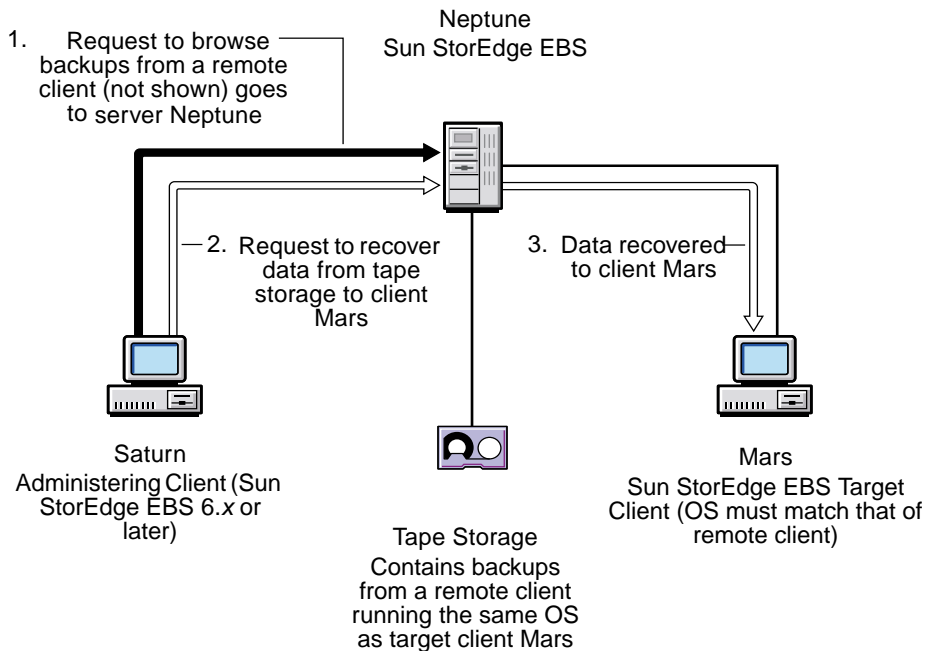 Neptune
Sun StorEdge EBS
1. Request to browse
backups from a remote
client (not shown) goes
to server Neptune
2. Request to recover
data from tape
storage to client
Mars
3. Data recovered
to client Mars
Saturn
Administering Client (Sun
StorEdge EBS 6.x or
later)
Tape Storage
Contains backups
from a remote client
running the same OS
as target client Mars
Mars
Sun StorEdge EBS Target
Client (OS must match that of
remote client)